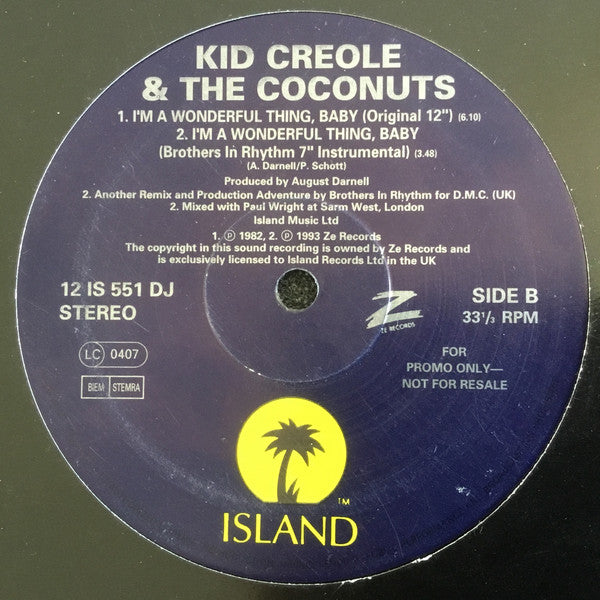 KID CREOLE
& THE COCONUTS
1. I'M A WONDERFUL THING, BABY (Original 12") (6.10)
2. I'M A WONDERFUL THING, BABY
(Brothers In Rhythm 7" Instrumental) (3.48)
(A. Darnell/P. Schott)
Produced by August Darnell
2. Another Remix and Production Adventure by Brothers In Rhythm for D.M.C. (UK)
2. Mixed with Paul Wright at Sarm West, London
Island Music Ltd
1. ℗ 1982, 2. ℗ 1993 Ze Records
The copyright in this sound recording is owned by Ze Records and
is exclusively licensed to Island Records Ltd in the UK
12 IS 551 DJ
STEREO
LC 0407
BIEM STEMRA
Z
ZE RECORDS
SIDE B
33⅓ RPM
FOR
PROMO ONLY—
NOT FOR RESALE
TM
ISLAND